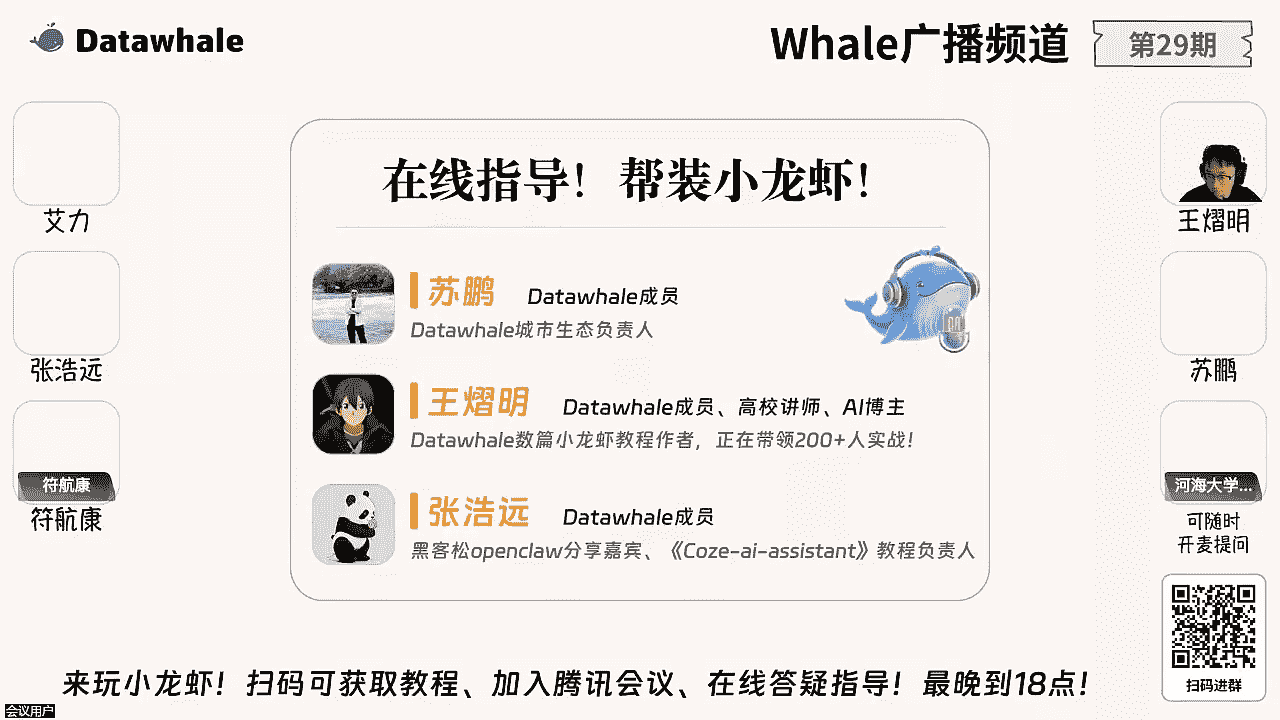 Datawhale
Whale广播频道
第29期
在线指导！帮装小龙虾！
苏鹏
Datawhale成员
Datawhale城市生态负责人
王熠明
Datawhale成员、高校讲师、AI博主
Datawhale数篇小龙虾教程作者，正在带领200+人实战！
张浩远
Datawhale成员
黑客松openclaw分享嘉宾、《Coze-ai-assistant》教程负责人
艾力
张浩远
符航康
符航康
王熠明
苏鹏
河海大学...
可随时
开麦提问
扫码进群
来玩小龙虾！扫码可获取教程、加入腾讯会议、在线答疑指导！最晚到18点！
会议用户